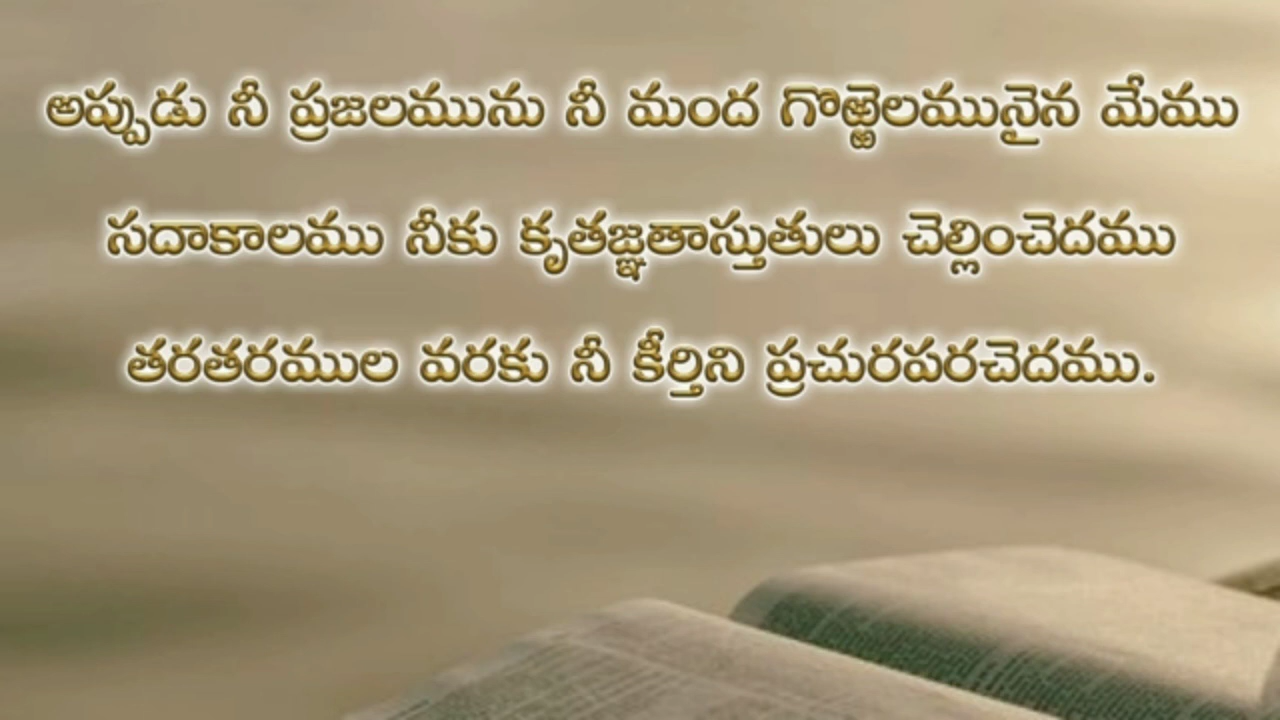 అప్పుడు నీ ప్రజలమును నీ మంద గొఱ్ఱెలమునైన మేము
సదాకాలము నీకు కృతజ్ఞతాస్తుతులు చెల్లించెదము
తరతరముల వరకు నీ కీర్తిని ప్రచురపరచెదము.